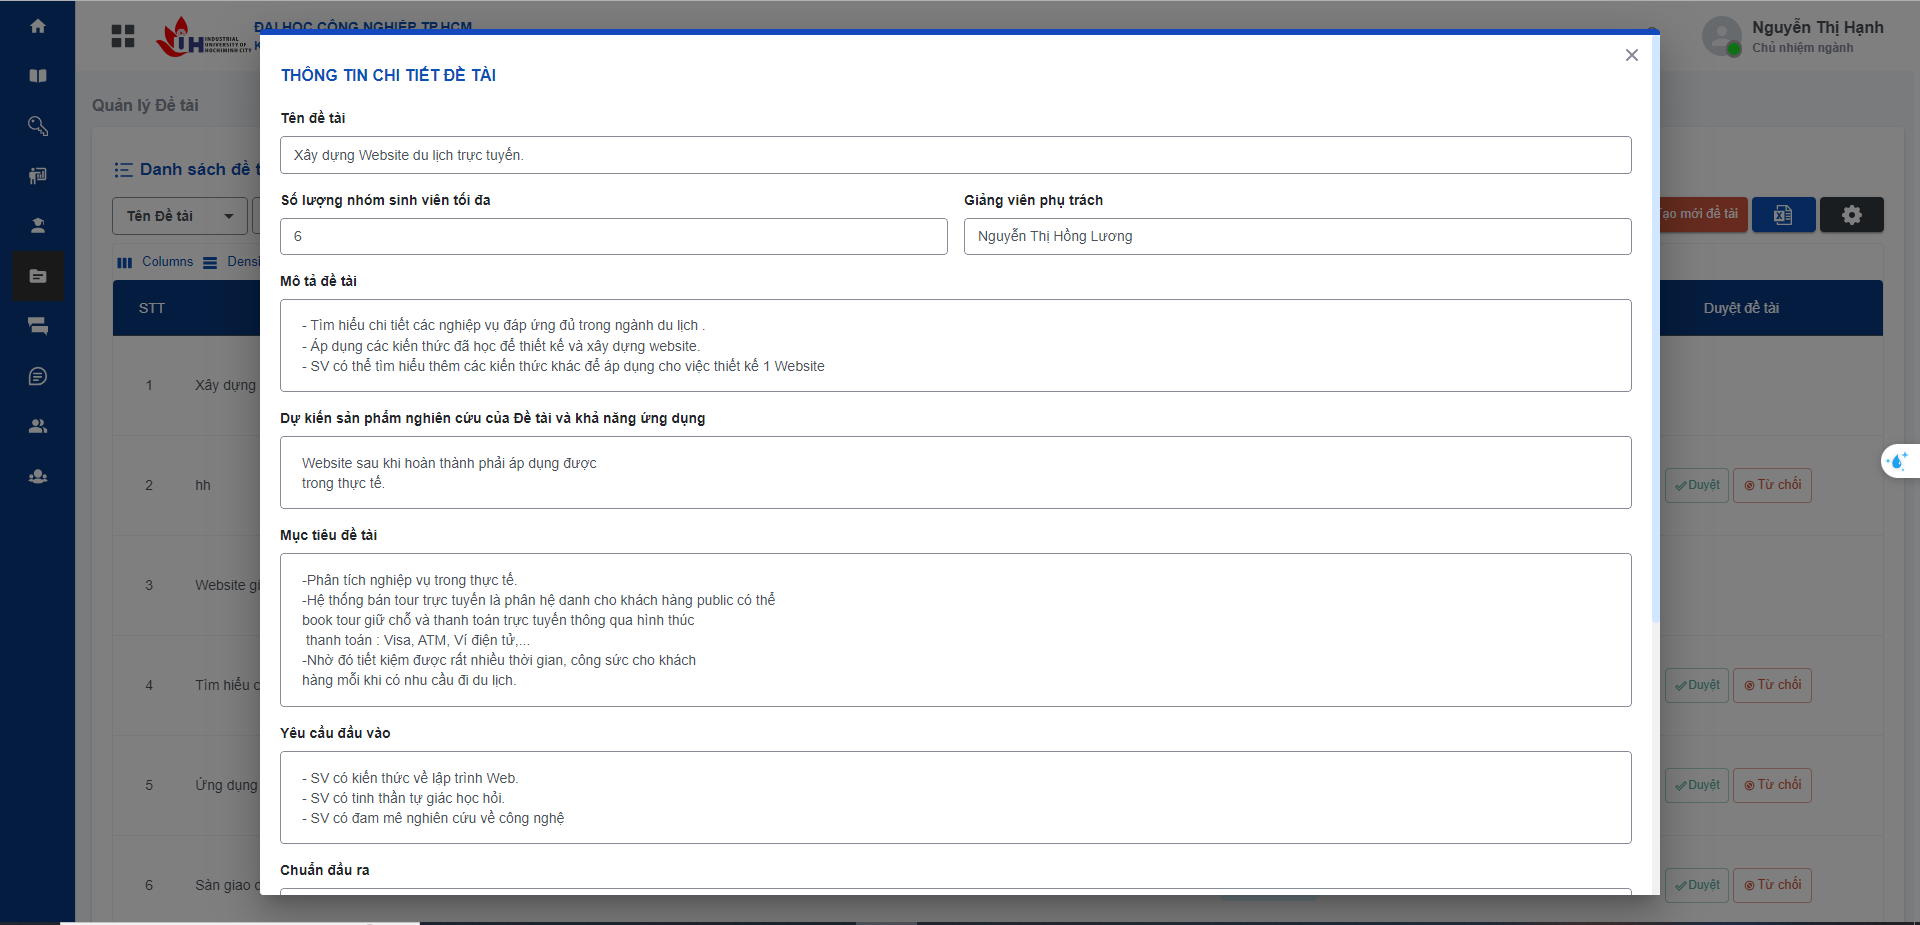 ĐẠI HỌC CÔNG NGHIỆP TP.HCM
INDUSTRIAL
UNIVERSITY OF
HOCHIMINH CITY
Nguyễn Thị Hạnh
Chủ nhiệm ngành
Quản lý Đề tài
Danh sách đề
Tên Đề tài
ạo mới đề tài
Columns
Densi
STT
Duyệt đề tài
1
Xây dựng
2
hh
Duyệt
Từ chối
3
Website gi
4
Tìm hiểu c
Duyệt
Từ chối
5
Ứng dụng
Duyệt
Từ chối
6
Sàn giao
Duyệt
Từ chối
THÔNG TIN CHI TIẾT ĐỀ TÀI
Tên đề tài
Xây dựng Website du lịch trực tuyến.
Số lượng nhóm sinh viên tối đa
Giảng viên phụ trách
6
Nguyễn Thị Hồng Lương
Mô tả đề tài
- Tìm hiểu chi tiết các nghiệp vụ đáp ứng đủ trong ngành du lịch .
- Áp dụng các kiến thức đã học để thiết kế và xây dựng website.
- SV có thể tìm hiểu thêm các kiến thức khác để áp dụng cho việc thiết kế 1 Website
Dự kiến sản phẩm nghiên cứu của Đề tài và khả năng ứng dụng
Website sau khi hoàn thành phải áp dụng được
trong thực tế.
Mục tiêu đề tài
-Phân tích nghiệp vụ trong thực tế.
-Hệ thống bán tour trực tuyến là phân hệ danh cho khách hàng public có thể
book tour giữ chỗ và thanh toán trực tuyến thông qua hình thúc
thanh toán : Visa, ATM, Ví điện tử,...
-Nhờ đó tiết kiệm được rất nhiều thời gian, công sức cho khách
hàng mỗi khi có nhu cầu đi du lịch.
Yêu cầu đầu vào
- SV có kiến thức về lập trình Web.
- SV có tinh thần tự giác học hỏi.
- SV có đam mê nghiên cứu về công nghệ
Chuẩn đầu ra